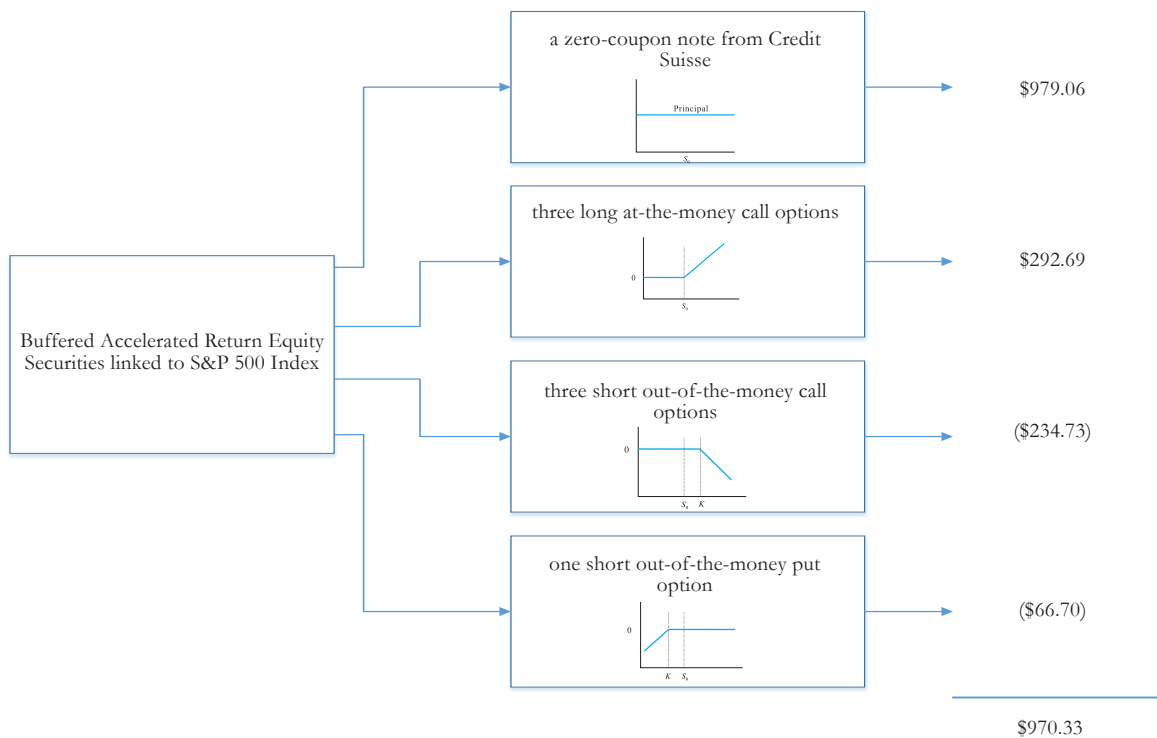 a zero-coupon note from Credit
Suisse
Principal
S₀
$979.06
three long at-the-money call options
0
S₀
$292.69
Buffered Accelerated Return Equity
Securities linked to S&P 500 Index
three short out-of-the-money call
options
0
S₀ K
($234.73)
one short out-of-the-money put
option
0
K S₀
($66.70)
$970.33